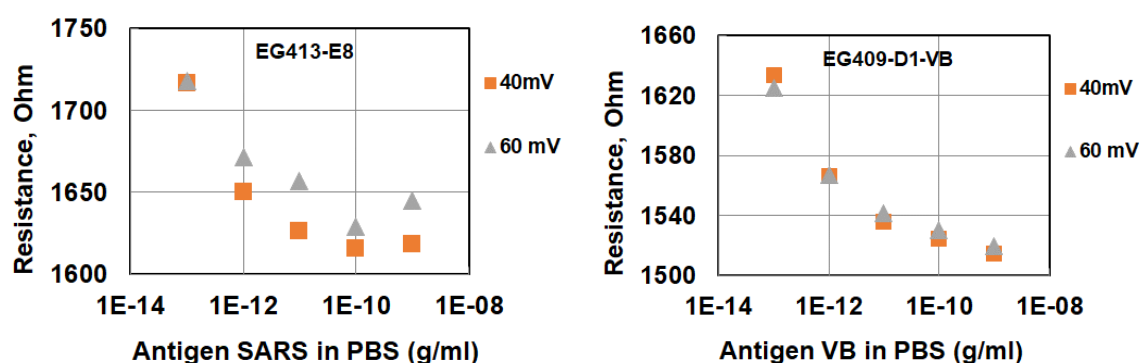 1750
1700
1650
1600
Resistance, Ohm
EG413-E8
40mV
60 mV
1E-14 1E-12 1E-10 1E-08
Antigen SARS in PBS (g/ml)
1660
1620
1580
1540
1500
Resistance, Ohm
EG409-D1-VB
40mV
60 mV
1E-14 1E-12 1E-10 1E-08
Antigen VB in PBS (g/ml)